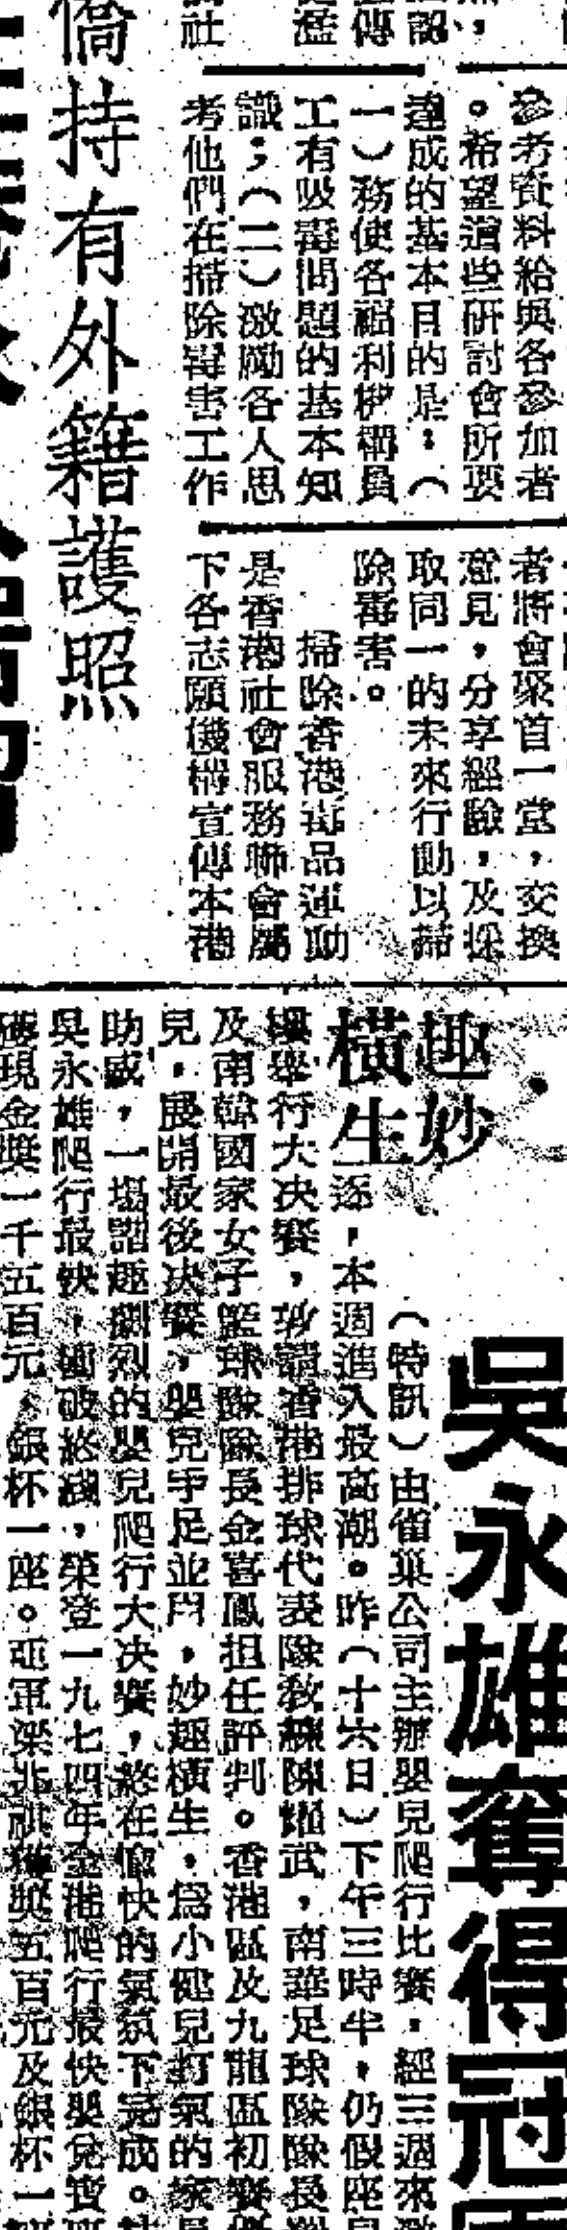 參考資料給與各參加者
。希望這些研討會所要
達成的基本目的是：（
一）務使各福利機構員
工有吸毒問題的基本知
識；（二）激勵各人思
考他們在掃除毒害工作
者將會聚首一堂，交換
意見，分享經驗，及採
取同一的未來行動以掃
除毒害。
掃除香港毒品運動
是香港社會服務聯會屬
下各志願機構宣傳本港
僑持有外籍護照
吳永雄奪得冠
趣妙
橫生
（特訊）由雀巢公司主辦嬰兒爬行比賽，經三週來
逐，本週進入最高潮。昨（十六日）下午三時半，仍假座
舉行大決賽，敦請香港排球代表隊教練陳耀武，南華足球隊隊長
及南韓國家女子籃球隊隊長金喜鳳担任評判。香港區及九龍區初賽
兒，展開最後決賽，嬰兒手足並用，妙趣橫生，為小健兒打氣的家
助威，一場諧趣劇烈的嬰兒爬行大決賽，終在愉快的氣氛下完成。
吳永雄爬行最快，衝破終綫，榮登一九七四年全港爬行最快嬰兒寶
獲現金獎一千五百元，銀杯一座。亞軍梁兆祺獲獎五百元及銀杯一